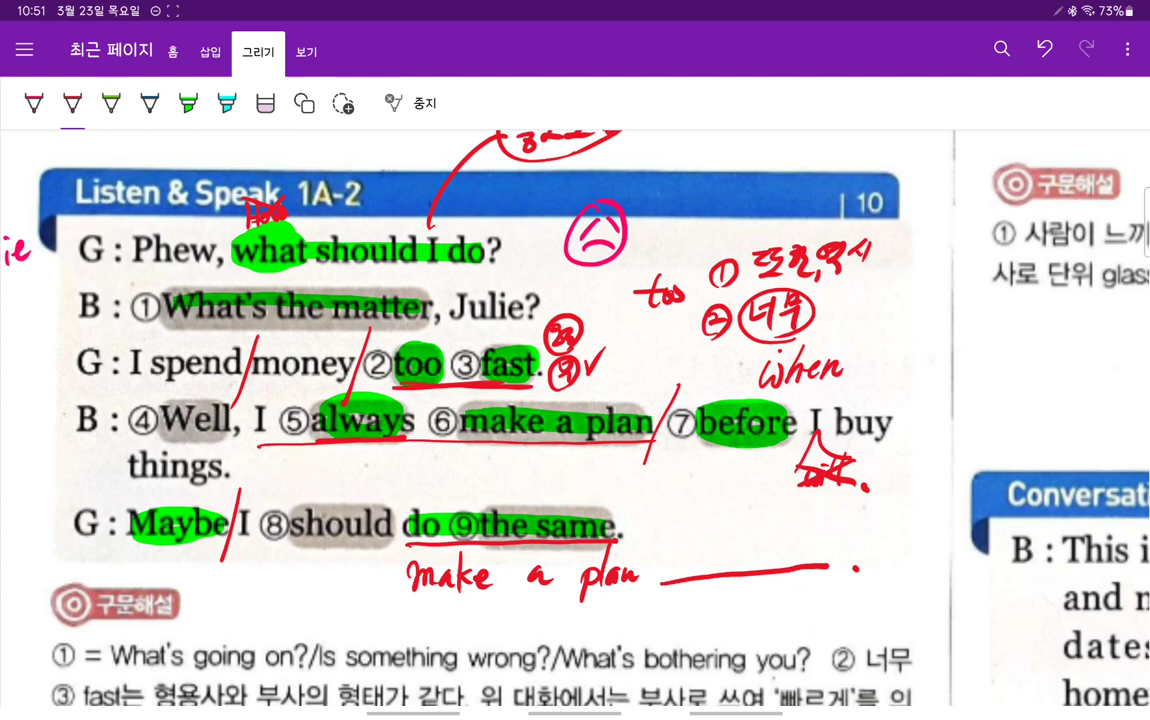 10:51 3월 23일 목요일 73%
최근 페이지 홈 삽입 그리기 보기
중지
Listen & Speak 1A-2 | 10
G : Phew, what should I do?
B : ①What's the matter, Julie?
too ① 또한, 역시
② 너무
G : I spend money ②too ③fast.
when
B : ④Well, I ⑤always ⑥make a plan ⑦before I buy
things.
G : Maybe I ⑧should do ⑨the same.
make a plan
구문해설
① = What's going on?/Is something wrong?/What's bothering you? ② 너무
③ fast는 형용사와 부사의 형태가 같다. 위 대화에서는 부사로 쓰여 '빠르게'를 의
ie
구문해설
① 사람이 느끼
사로 단위 glass
Conversati
B : This i
and n
dates
home